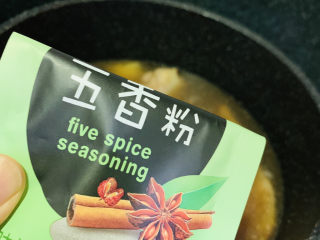 五香粉
five spice
seasoning